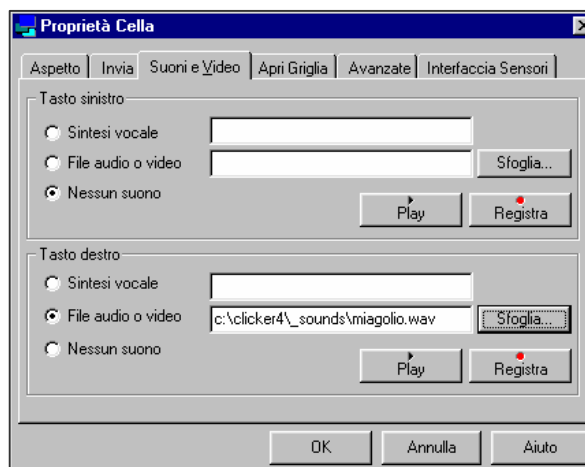 Proprietà Cella
Aspetto Invia Suoni e Video Apri Griglia Avanzate Interfaccia Sensori
Tasto sinistro
Sintesi vocale
File audio o video Sfoglia...
Nessun suono
Play Registra
Tasto destro
Sintesi vocale
File audio o video c:\clicker4\_sounds\miagolio.wav Sfoglia...
Nessun suono
Play Registra
OK Annulla Aiuto